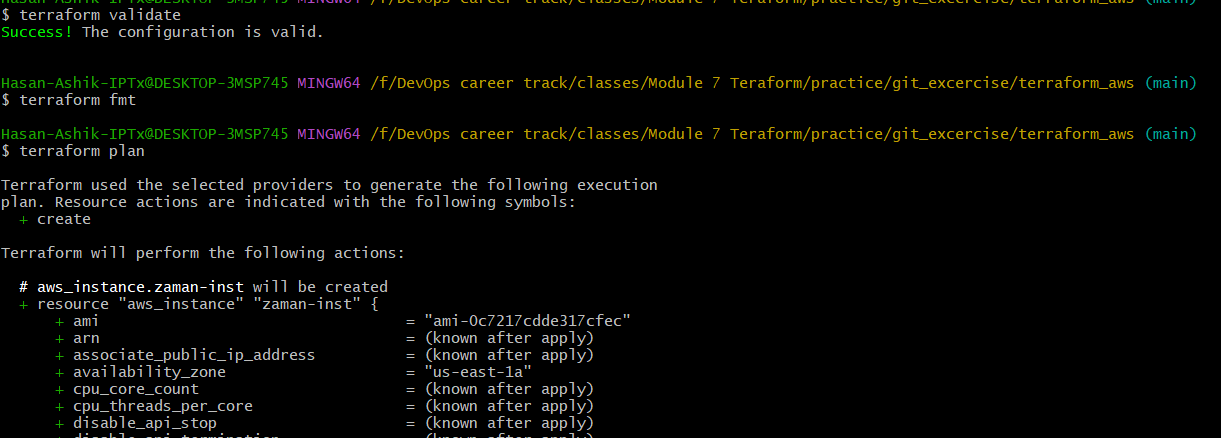 Hasan-Ashik-IPTx@DESKTOP-3MSP745 MINGW64 /f/DevOps career track/classes/Module 7 Teraform/practice/git_excercise/terraform_aws (main)
$ terraform validate
Success! The configuration is valid.
Hasan-Ashik-IPTx@DESKTOP-3MSP745 MINGW64 /f/DevOps career track/classes/Module 7 Teraform/practice/git_excercise/terraform_aws (main)
$ terraform fmt
Hasan-Ashik-IPTx@DESKTOP-3MSP745 MINGW64 /f/DevOps career track/classes/Module 7 Teraform/practice/git_excercise/terraform_aws (main)
$ terraform plan
Terraform used the selected providers to generate the following execution
plan. Resource actions are indicated with the following symbols:
+ create
Terraform will perform the following actions:
# aws_instance.zaman-inst will be created
+ resource "aws_instance" "zaman-inst" {
+ ami = "ami-0c7217cdde317cfec"
+ arn = (known after apply)
+ associate_public_ip_address = (known after apply)
+ availability_zone = "us-east-1a"
+ cpu_core_count = (known after apply)
+ cpu_threads_per_core = (known after apply)
+ disable_api_stop = (known after apply)
+ disable_api_termination = (known after apply)